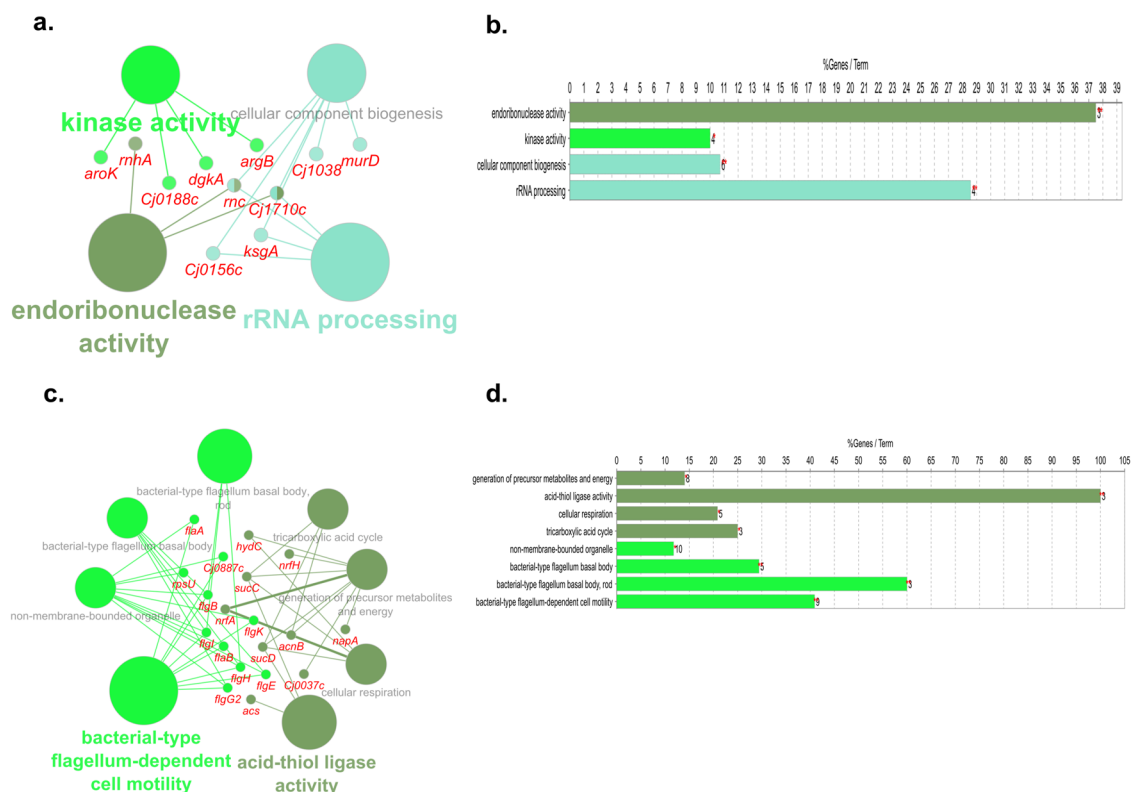 a.
kinase activity
cellular component biogenesis
rnhA
argB
aroK
dgkA
Cj1038
murD
Cj0188c
rnc
Cj1710c
ksgA
Cj0156c
endoribonuclease
activity
rRNA processing
b.
%Genes / Term
0 1 2 3 4 5 6 7 8 9 10 11 12 13 14 15 16 17 18 19 20 21 22 23 24 25 26 27 28 29 30 31 32 33 34 35 36 37 38 39
endoribonuclease activity 3*
kinase activity 4*
cellular component biogenesis 6**
rRNA processing 4**
c.
bacterial-type flagellum basal body,
rod
flaA
bacterial-type flagellum basal body
hydC
tricarboxylic acid cycle
Cj0887c
nrfH
rpsU
sucC
generation of precursor metabolites
and energy
flgB
non-membrane-bounded organelle
nrfA
flgK
napA
flgI
acnB
flaB
sucD
flgH
flgE
Cj0037c
cellular respiration
flgG2
acs
bacterial-type
flagellum-dependent
cell motility
acid-thiol ligase
activity
d.
%Genes / Term
0 5 10 15 20 25 30 35 40 45 50 55 60 65 70 75 80 85 90 95 100 105
generation of precursor metabolites and energy *8
acid-thiol ligase activity **3
cellular respiration *5
tricarboxylic acid cycle *3
non-membrane-bounded organelle *10
bacterial-type flagellum basal body **5
bacterial-type flagellum basal body, rod **3
bacterial-type flagellum-dependent cell motility **9